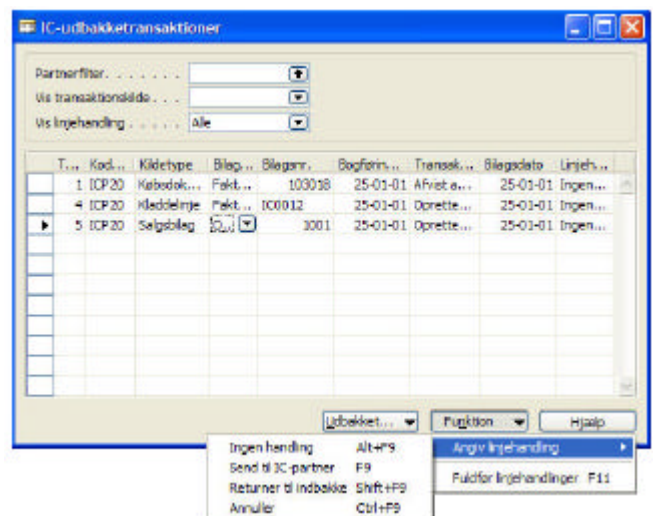 IC-udbakketransaktioner
Partnerfilter. . . . . . .
Vis transaktionskilde . . .
Vis linjehandling . . . . . Alle
T... Kod... Kildetype Bilag... Bilagsnr. Bogførin... Transak... Bilagsdato Linjeh...
1 ICP20 Købsdok... Fakt... 103018 25-01-01 Afvist a... 25-01-01 Ingen...
4 ICP20 Kladdelinje Fakt... IC0012 25-01-01 Oprette... 25-01-01 Ingen...
5 ICP20 Salgsbilag O... 1001 25-01-01 Oprette... 25-01-01 Ingen...
Udbakket... Funktion Hjælp
Ingen handling Alt+F9 Angiv linjehandling
Send til IC-partner F9
Returner til indbakke Shift+F9 Fuldfør linjehandlinger F11
Annuller Ctrl+F9